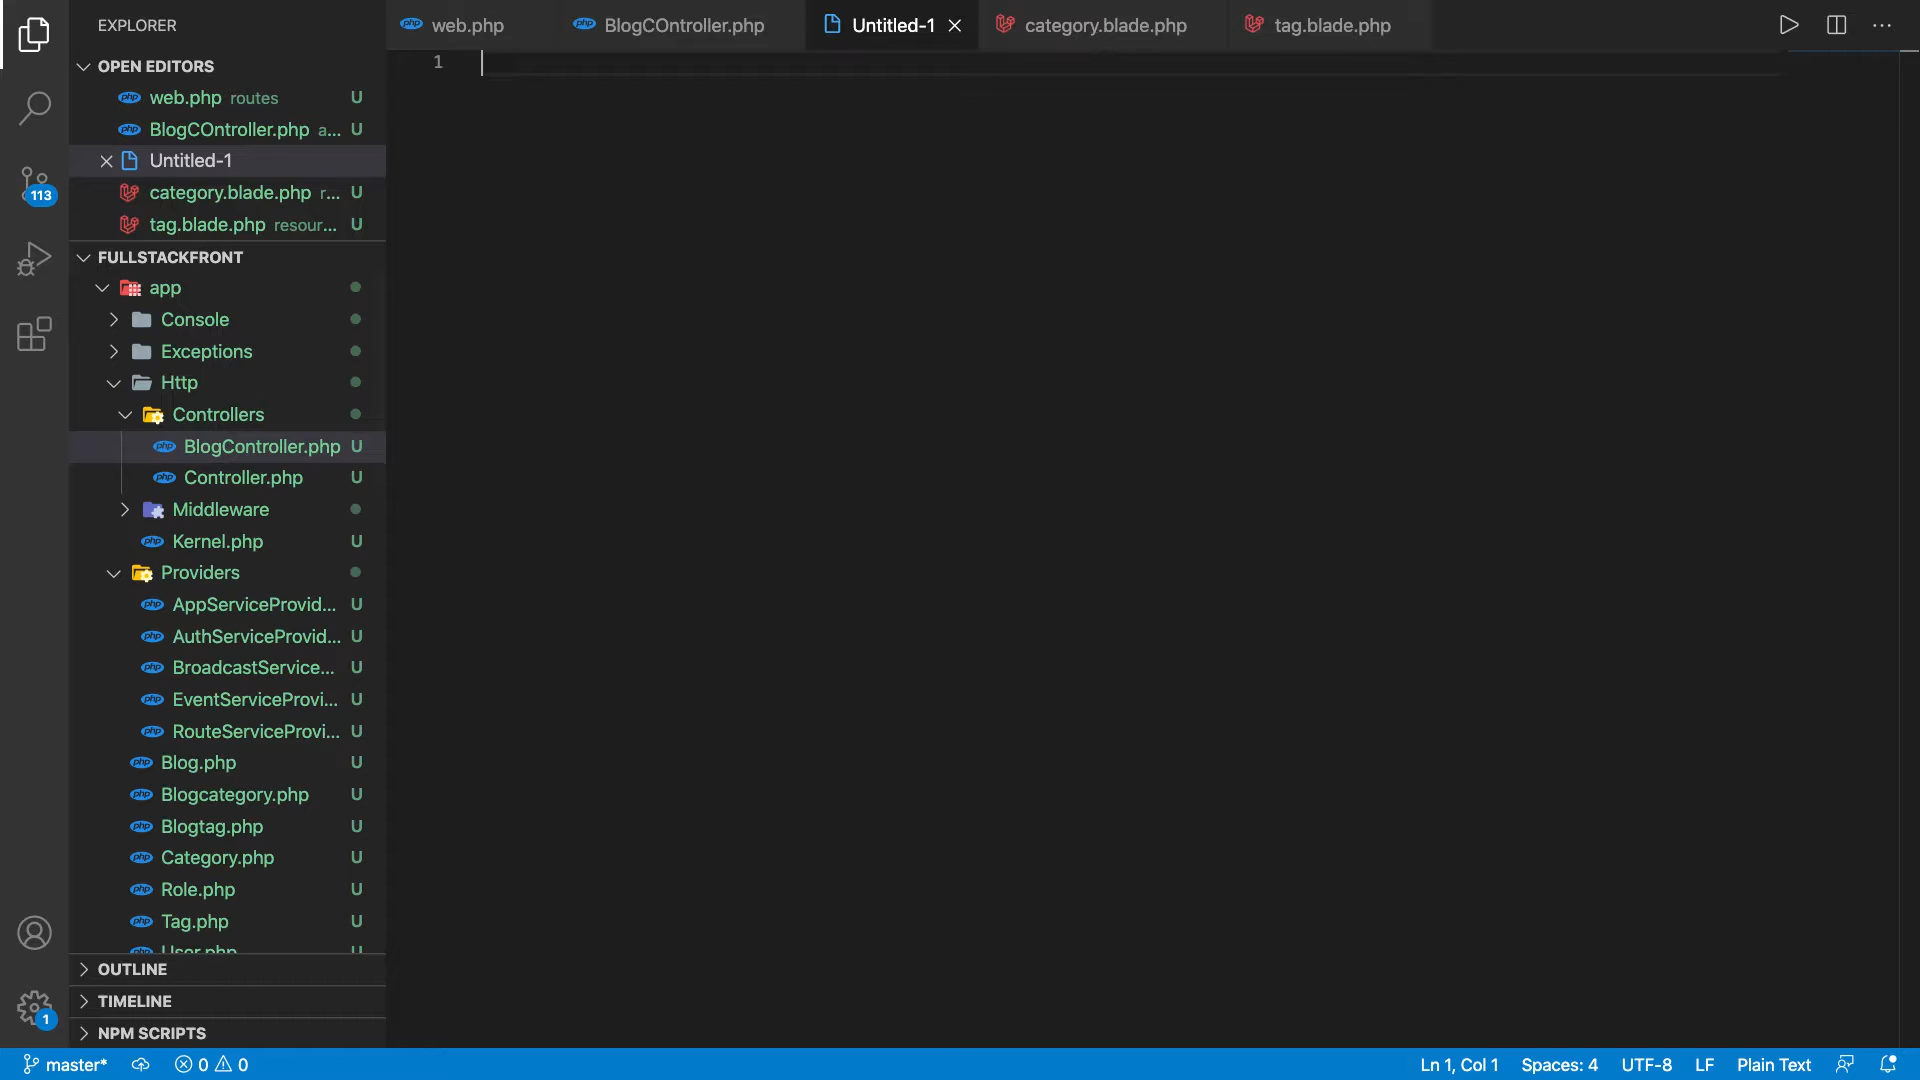 EXPLORER
web.php
BlogCOntroller.php
Untitled-1
category.blade.php
tag.blade.php
OPEN EDITORS
1
web.php routes U
BlogCOntroller.php a... U
Untitled-1
category.blade.php r... U
tag.blade.php resour... U
FULLSTACKFRONT
app
Console
Exceptions
Http
Controllers
BlogController.php U
Controller.php U
Middleware
Kernel.php U
Providers
AppServiceProvid... U
AuthServiceProvid... U
BroadcastService... U
EventServiceProvi... U
RouteServiceProvi... U
Blog.php U
Blogcategory.php U
Blogtag.php U
Category.php U
Role.php U
Tag.php U
User.php U
OUTLINE
TIMELINE
NPM SCRIPTS
113
1
master*
0
0
Ln 1, Col 1
Spaces: 4
UTF-8
LF
Plain Text